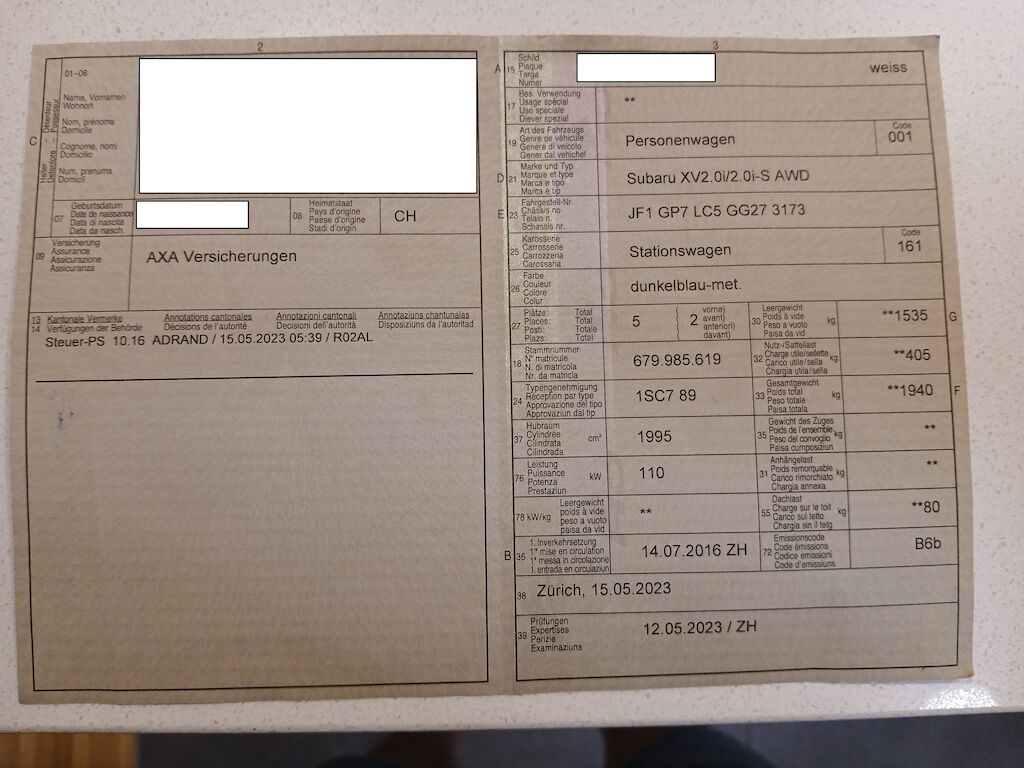 2
01-06
Name, Vornamen
Wohnort
Nom, prénoms
Domicile
Cognome, nomi
Domicilio
Num, prenums
Domicil
C
Halter Détenteur
Detentore Possessur
07
Geburtsdatum
Date de naissance
Data di nascita
Data da nasch.
08
Heimatstaat
Pays d'origine
Paese d'origine
Stadi d'origin
CH
09
Versicherung
Assurance
Assicurazione
Assicuranza
AXA Versicherungen
13 Kantonale Vermerke Annotations cantonales Annotazioni cantonali Annotaziuns chantunalas
14 Verfügungen der Behörde Décisions de l'autorité Decisioni dell'autorità Disposiziuns da l'autoritad
Steuer-PS 10.16 ADRAND / 15.05.2023 05:39 / R02AL
3
A 15
Schild
Plaque
Targa
Numer
weiss
17
Bes. Verwendung
Usage spécial
Uso speciale
Diever spezial
**
19
Art des Fahrzeugs
Genre de véhicule
Genere di veicolo
Gener dal vehichel
Personenwagen
Code
001
D 21
Marke und Typ
Marque et type
Marca e tipo
Marca e tip
Subaru XV2.0i/2.0i-S AWD
E 23
Fahrgestell-Nr.
Châssis no
Telaio n.
Schassis nr.
JF1 GP7 LC5 GG27 3173
25
Karosserie
Carrosserie
Carrozzeria
Carossaria
Stationswagen
Code
161
26
Farbe
Couleur
Colore
Colur
dunkelblau-met.
27
Plätze: Total
Places: Total
Posti: Totale
Plazs: Total
5 ( 2 vorne)
avant)
anteriori)
davant)
30
Leergewicht
Poids à vide
Peso a vuoto
Paisa da vid
kg
**1535
G
18
Stammnummer
N° matricule
N. di matricola
Nr. da matricla
679.985.619
32
Nutz-/Sattellast
Charge utile/sellette
Carico utile/sella
Chargia utila/sella
kg
**405
24
Typengenehmigung
Réception par type
Approvazione del tipo
Approvaziun dal tip
1SC7 89
33
Gesamtgewicht
Poids total
Peso totale
Paisa totala
kg
**1940
F
37
Hubraum
Cylindrée
Cilindrata
Cilindrada
cm³
1995
35
Gewicht des Zuges
Poids de l'ensemble
Peso del convoglio
Paisa cumposiziun
kg
**
76
Leistung
Puissance
Potenza
Prestaziun
kW
110
31
Anhängelast
Poids remorquable
Carico rimorchiato
Chargia annexa
kg
**
78 kW/kg
Leergewicht
poids à vide
peso a vuoto
paisa da vid
**
55
Dachlast
Charge sur le toit
Carico sul tetto
Chargia sin il tetg
kg
**80
B 36
1. Inverkehrsetzung
1re mise en circulation
1a messa in circolazione
1. entrada en circulaziun
14.07.2016 ZH
72
Emissionscode
Code émissions
Codice emissioni
Code d'emissiuns
B6b
38
Zürich, 15.05.2023
39
Prüfungen
Expertises
Perizie
Examinaziuns
12.05.2023 / ZH